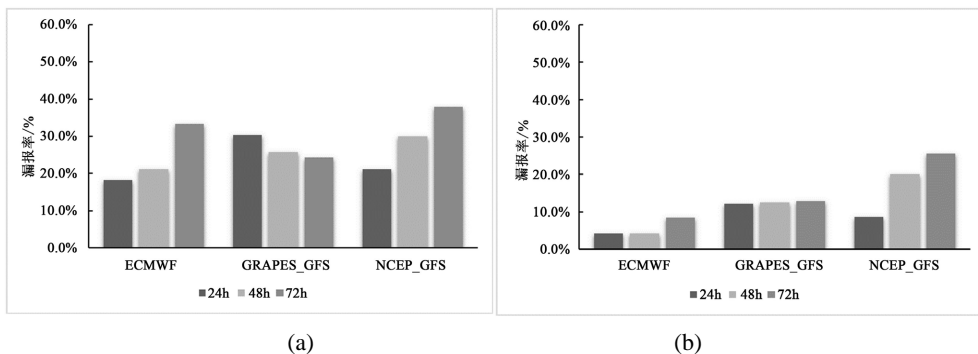 60.0%
50.0%
40.0%
30.0%
20.0%
10.0%
0.0%
漏报率/%
ECMWF GRAPES_GFS NCEP_GFS
24h 48h 72h
(a)
60.0%
50.0%
40.0%
30.0%
20.0%
10.0%
0.0%
漏报率/%
ECMWF GRAPES_GFS NCEP_GFS
24h 48h 72h
(b)